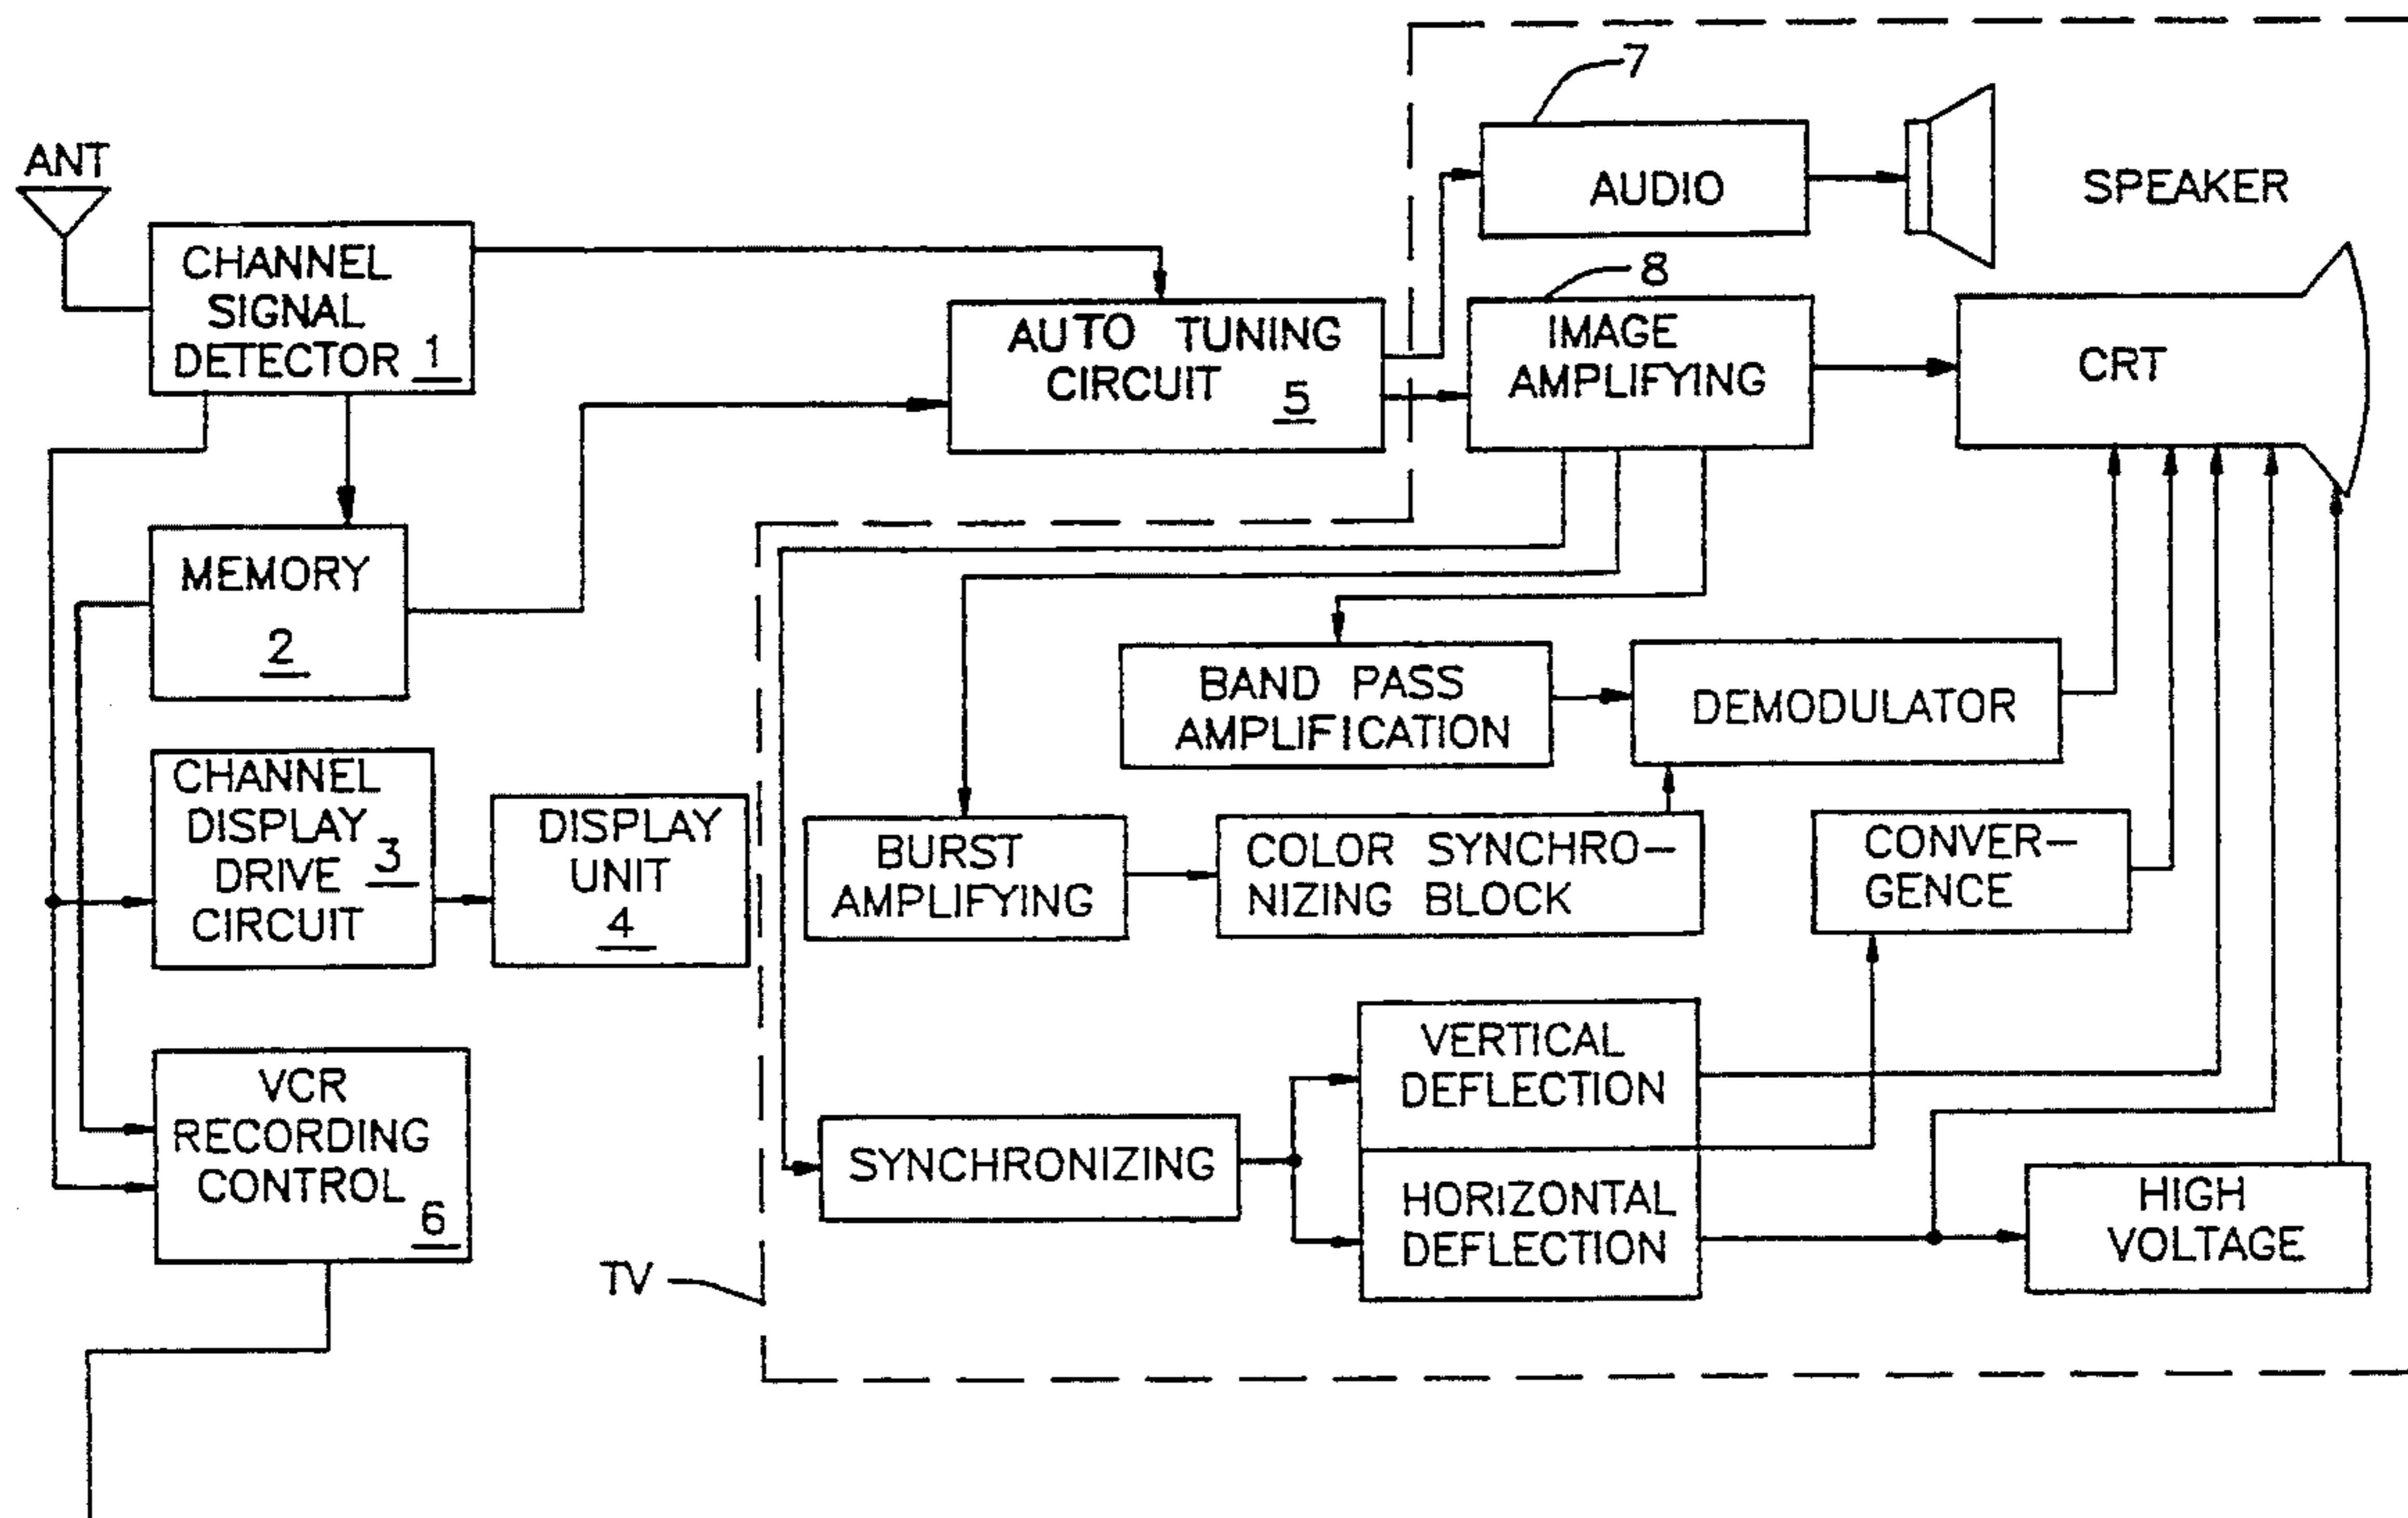 ANT
CHANNEL
SIGNAL
DETECTOR 1
MEMORY
2
CHANNEL
DISPLAY
DRIVE 3
CIRCUIT
DISPLAY
UNIT
4
VCR
RECORDING
CONTROL
6
AUTO TUNING
CIRCUIT 5
7
AUDIO
SPEAKER
8
IMAGE
AMPLIFYING
CRT
BAND PASS
AMPLIFICATION
DEMODULATOR
BURST
AMPLIFYING
COLOR SYNCHRO-
NIZING BLOCK
CONVER-
GENCE
SYNCHRONIZING
VERTICAL
DEFLECTION
HORIZONTAL
DEFLECTION
HIGH
VOLTAGE
TV